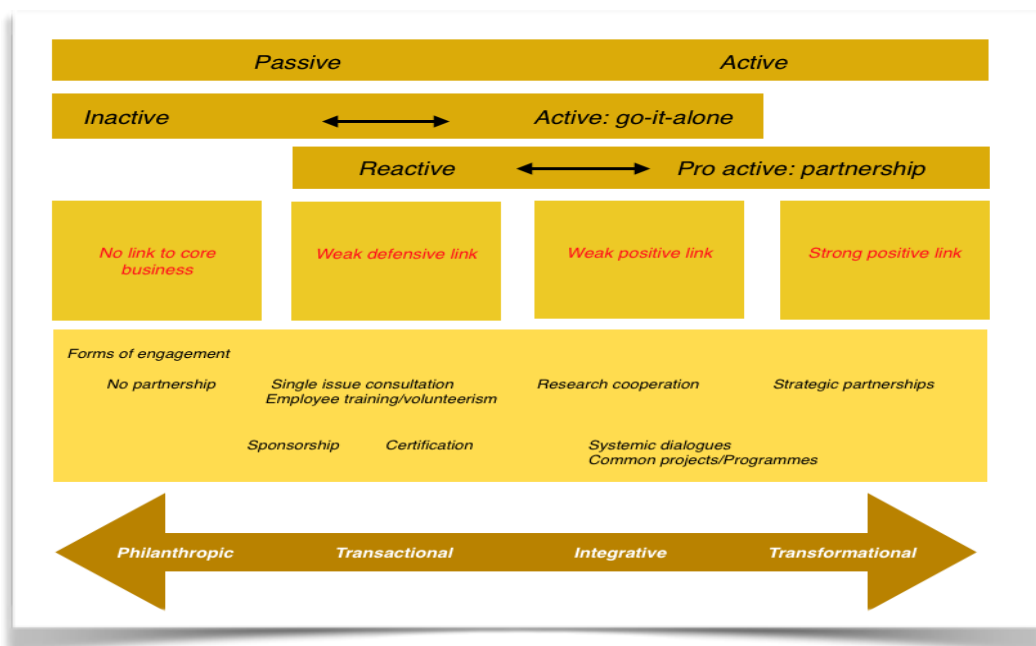 Passive Active
Inactive Active: go-it-alone
Reactive Pro active: partnership
No link to core
business
Weak defensive link
Weak positive link
Strong positive link
Forms of engagement
No partnership
Single issue consultation
Employee training/volunteerism
Research cooperation
Strategic partnerships
Sponsorship
Certification
Systemic dialogues
Common projects/Programmes
Philanthropic Transactional Integrative Transformational